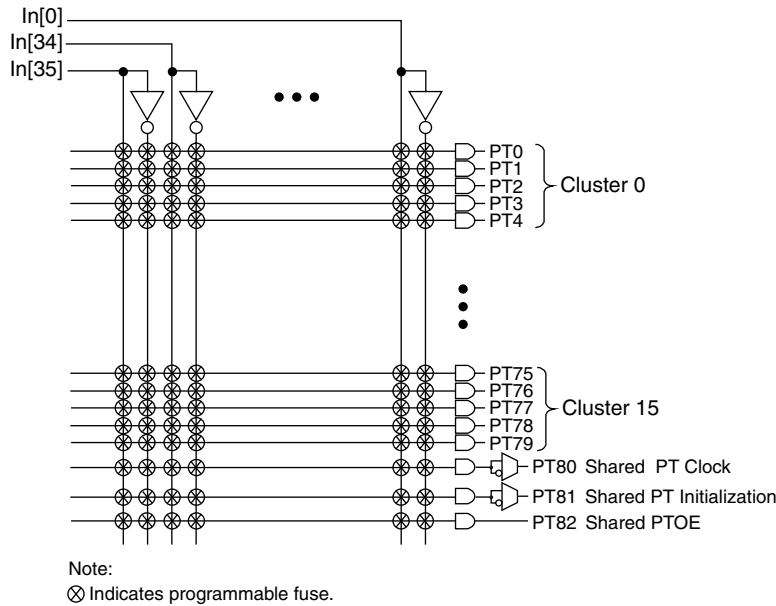 In[0]
In[34]
In[35]
PT0
PT1
PT2
PT3
PT4
Cluster 0
PT75
PT76
PT77
PT78
PT79
Cluster 15
PT80 Shared PT Clock
PT81 Shared PT Initialization
PT82 Shared PTOE
Note:
Indicates programmable fuse.